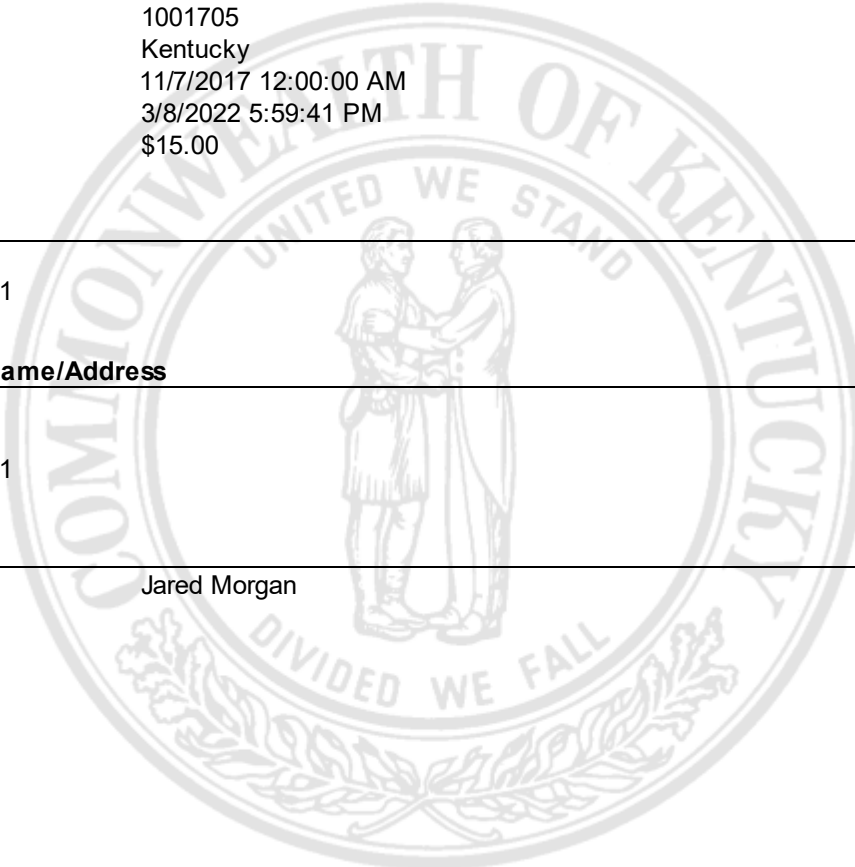 1001705
Kentucky
11/7/2017 12:00:00 AM
3/8/2022 5:59:41 PM
$15.00
1
ame/Address
1
Jared Morgan
COMMONWEALTH OF KENTUCKY
UNITED WE STAND
DIVIDED WE FALL